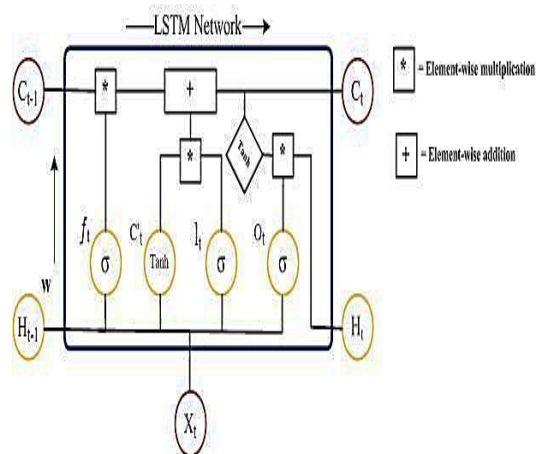 LSTM Network
C_{t-1}
*
+
C_t
* = Element-wise multiplication
Tanh
*
*
+ = Element-wise addition
f_t
C'_t
I_t
O_t
σ
Tanh
σ
σ
w
H_{t-1}
H_t
X_t